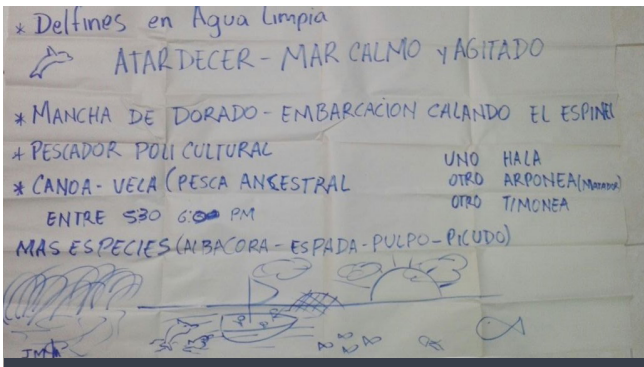 * Delfines en Agua Limpia
ATARDECER - MAR CALMO y AGITADO
* MANCHA DE DORADO - EMBARCACION CALANDO EL ESPINEL
* PESCADOR POLI CULTURAL
* CANOA - VELA (PESCA ANCESTRAL
ENTRE 530 6:00 PM
UNO HALA
OTRO ARPONEA (MATADOR)
OTRO TIMONEA
MAS ESPECIES (ALBACORA - ESPADA - PULPO - PICUDO)